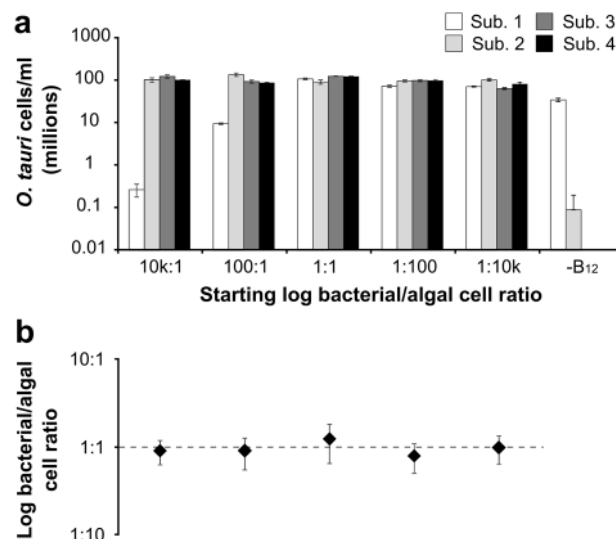 a
Sub. 1 Sub. 3
Sub. 2 Sub. 4
O. tauri cells/ml
(millions)
1000
100
10
1
0.1
0.01
10k:1 100:1 1:1 1:100 1:10k -B12
Starting log bacterial/algal cell ratio
b
Log bacterial/algal
cell ratio
10:1
1:1
1:10